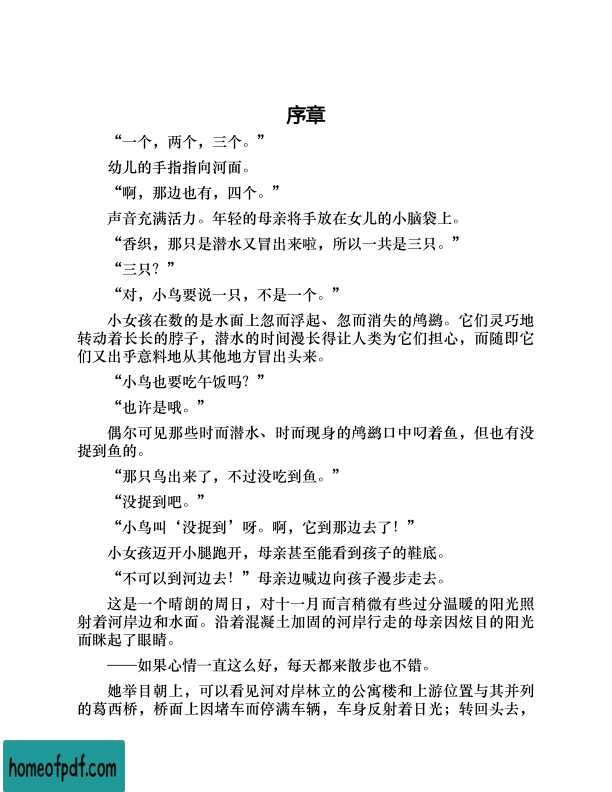 序章
“一个，两个，三个。”
幼儿的手指指向河面。
“啊，那边也有，四个。”
声音充满活力。年轻的母亲将手放在女儿的小脑袋上。
“香织，那只是潜水又冒出来啦，所以一共是三只。”
“三只？”
“对，小鸟要说一只，不是一个。”
小女孩在数的是水面上忽而浮起、忽而消失的鸬鹚。它们灵巧地
转动着长长的脖子，潜水的时间漫长得让人类为它们担心，而随即它
们又出乎意料地从其他地方冒出头来。
“小鸟也要吃午饭吗？”
“也许是哦。”
偶尔可见那些时而潜水、时而现身的鸬鹚口中叼着鱼，但也有没
捉到鱼的。
“那只鸟出来了，不过没吃到鱼。”
“没捉到吧。”
“小鸟叫‘没捉到’呀。啊，它到那边去了！”
小女孩迈开小腿跑开，母亲甚至能看到孩子的鞋底。
“不可以到河边去！”母亲边喊边向孩子漫步走去。
这是一个晴朗的周日，对十一月而言稍微有些过分温暖的阳光照
射着河岸边和水面。沿着混凝土加固的河岸行走的母亲因炫目的阳光
而眯起了眼睛。
——如果心情一直这么好，每天都来散步也不错。
她举目朝上，可以看见河对岸林立的公寓楼和上游位置与其并列
的葛西桥，桥面上因堵车而停满车辆，车身反射着日光；转回头去，
homeofpdf.com